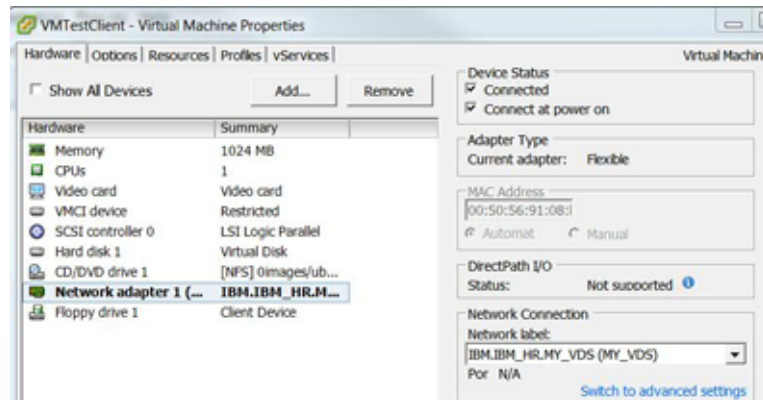 VMTestClient - Virtual Machine Properties
Hardware Options Resources Profiles vServices
Virtual Machin
Show All Devices
Add...
Remove
Hardware Summary
Memory 1024 MB
CPUs 1
Video card Video card
VMCI device Restricted
SCSI controller 0 LSI Logic Parallel
Hard disk 1 Virtual Disk
CD/DVD drive 1 [NFS] 0images/ub...
Network adapter 1 (... IBM.IBM_HR.M...
Floppy drive 1 Client Device
Device Status
Connected
Connect at power on
Adapter Type
Current adapter: Flexible
MAC Address
00:50:56:91:08:
Automat Manual
DirectPath I/O
Status: Not supported
Network Connection
Network label:
IBM.IBM_HR.MY_VDS (MY_VDS)
Por N/A
Switch to advanced settings